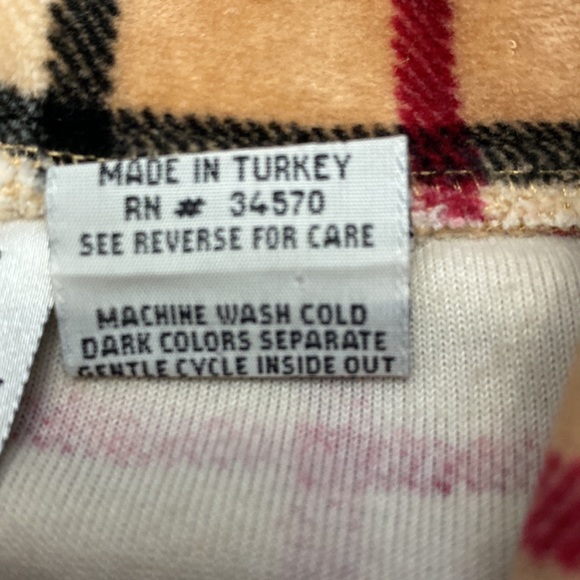 MADE IN TURKEY
RN # 34570
SEE REVERSE FOR CARE
MACHINE WASH COLD
DARK COLORS SEPARATE
GENTLE CYCLE INSIDE OUT